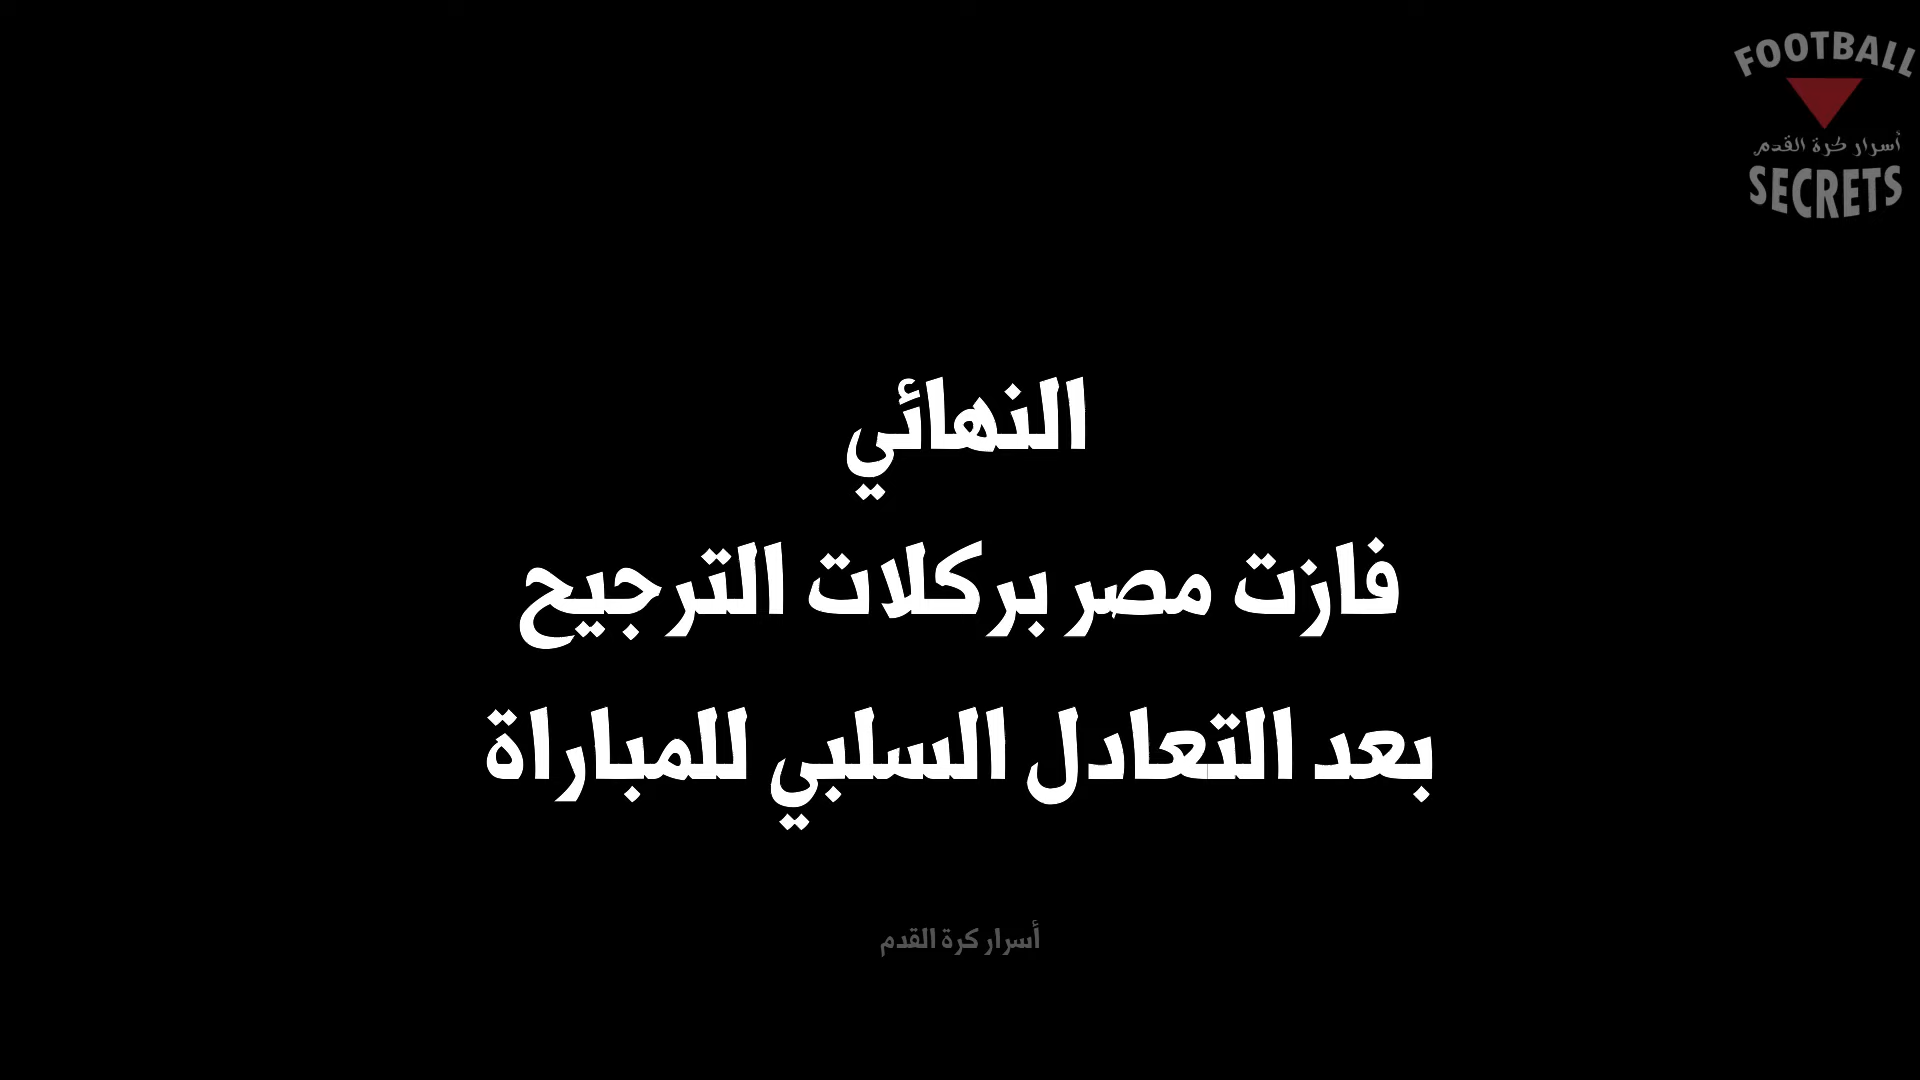 FOOTBALL
أسرار كرة القدم
SECRETS
النهائي
فازت مصر بركلات الترجيح
بعد التعادل السلبي للمباراة
أسرار كرة القدم